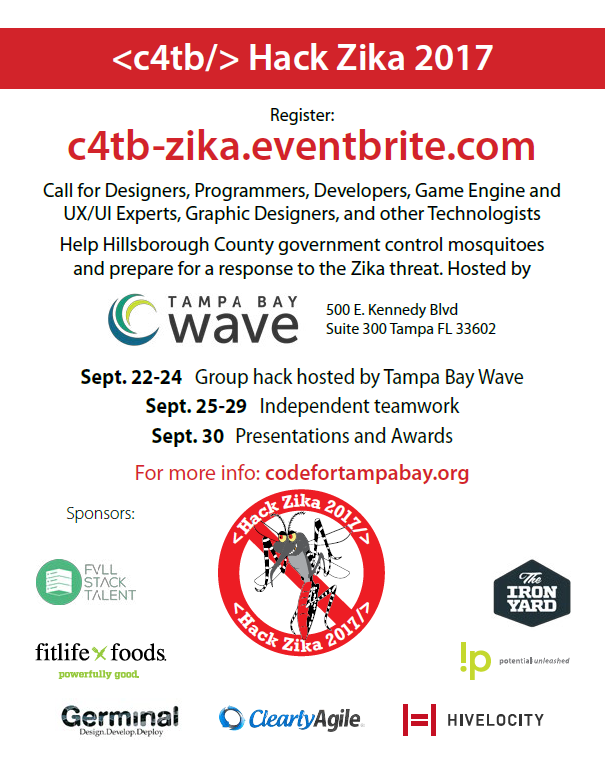 <c4tb/> Hack Zika 2017
Register:
c4tb-zika.eventbrite.com
Call for Designers, Programmers, Developers, Game Engine and
UX/UI Experts, Graphic Designers, and other Technologists
Help Hillsborough County government control mosquitoes
and prepare for a response to the Zika threat. Hosted by
TAMPA BAY
wave
500 E. Kennedy Blvd
Suite 300 Tampa FL 33602
Sept. 22-24 Group hack hosted by Tampa Bay Wave
Sept. 25-29 Independent teamwork
Sept. 30 Presentations and Awards
For more info: codefortampabay.org
Sponsors:
<Hack Zika 2017/>
<Hack Zika 2017/>
FVLL
STACK
TALENT
The
IRON
YARD
fitlife foods.
powerfully good.
!p potential unleashed
Germinal
Design.Develop.Deploy
ClearlyAgile
HIVELOCITY